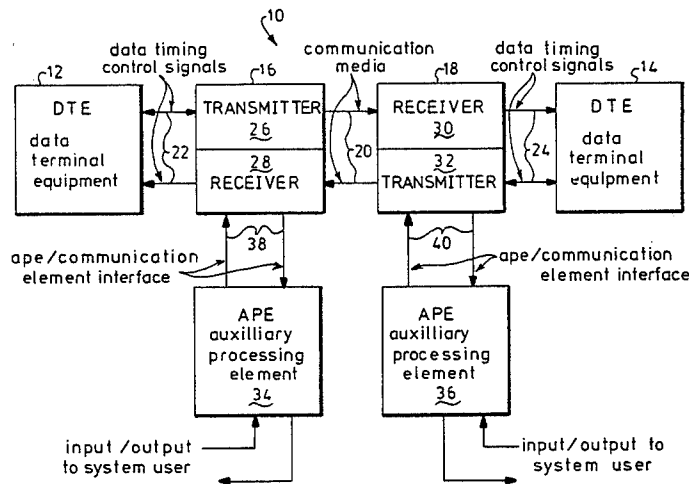 10
data timing
control signals
communication
media
data timing
control signals
12
16
18
14
DTE
data
terminal
equipment
22
TRANSMITTER
26
28
RECEIVER
20
RECEIVER
30
32
TRANSMITTER
24
DTE
data
terminal
equipment
38
40
ape/communication
element interface
ape/communication
element interface
APE
auxilliary
processing
element
34
APE
auxilliary
processing
element
36
input/output
to system user
input/output to
system user